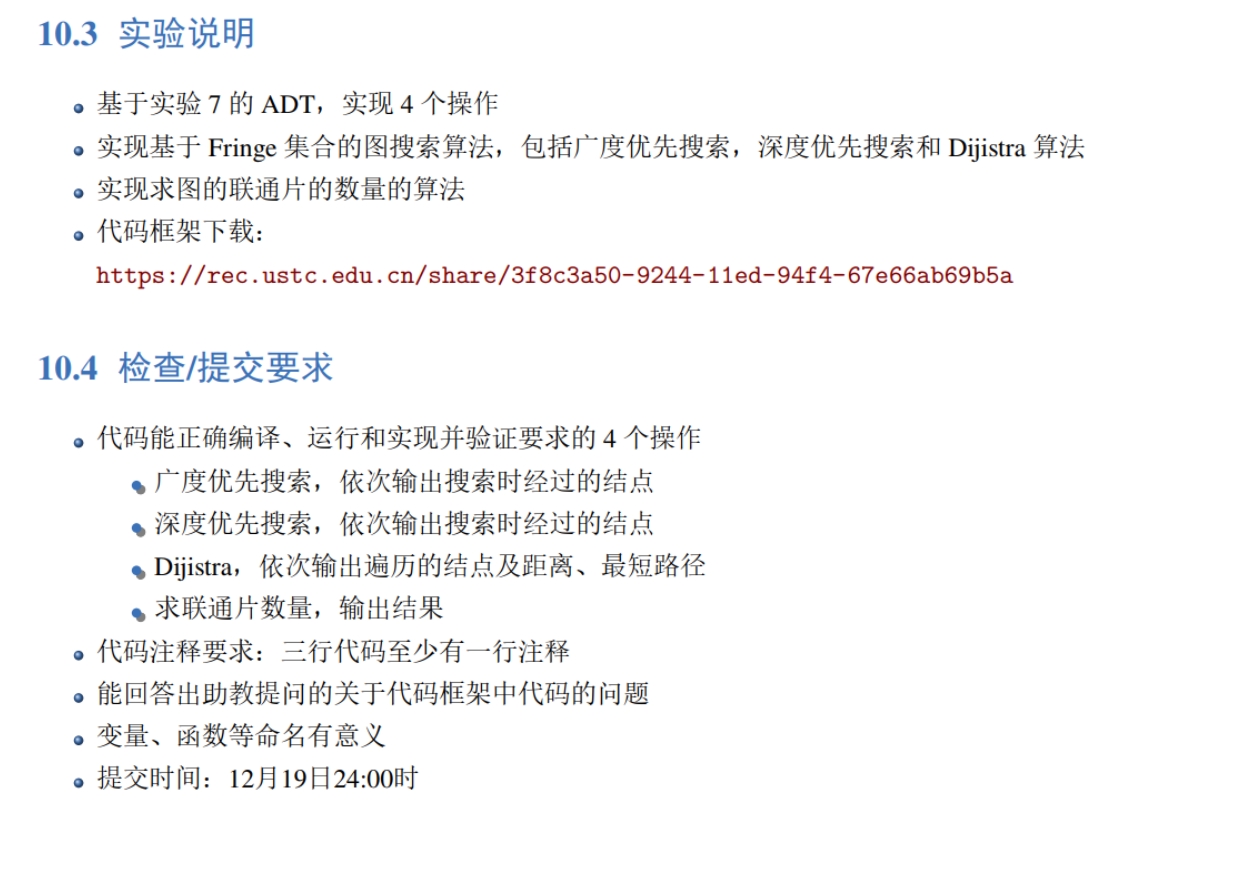 10.3 实验说明
基于实验 7 的 ADT，实现 4 个操作
实现基于 Fringe 集合的图搜索算法，包括广度优先搜索，深度优先搜索和 Dijistra 算法
实现求图的联通片的数量的算法
代码框架下载：
https://rec.ustc.edu.cn/share/3f8c3a50-9244-11ed-94f4-67e66ab69b5a
10.4 检查/提交要求
代码能正确编译、运行和实现并验证要求的 4 个操作
广度优先搜索，依次输出搜索时经过的结点
深度优先搜索，依次输出搜索时经过的结点
Dijistra，依次输出遍历的结点及距离、最短路径
求联通片数量，输出结果
代码注释要求：三行代码至少有一行注释
能回答出助教提问的关于代码框架中代码的问题
变量、函数等命名有意义
提交时间：12月19日24:00时